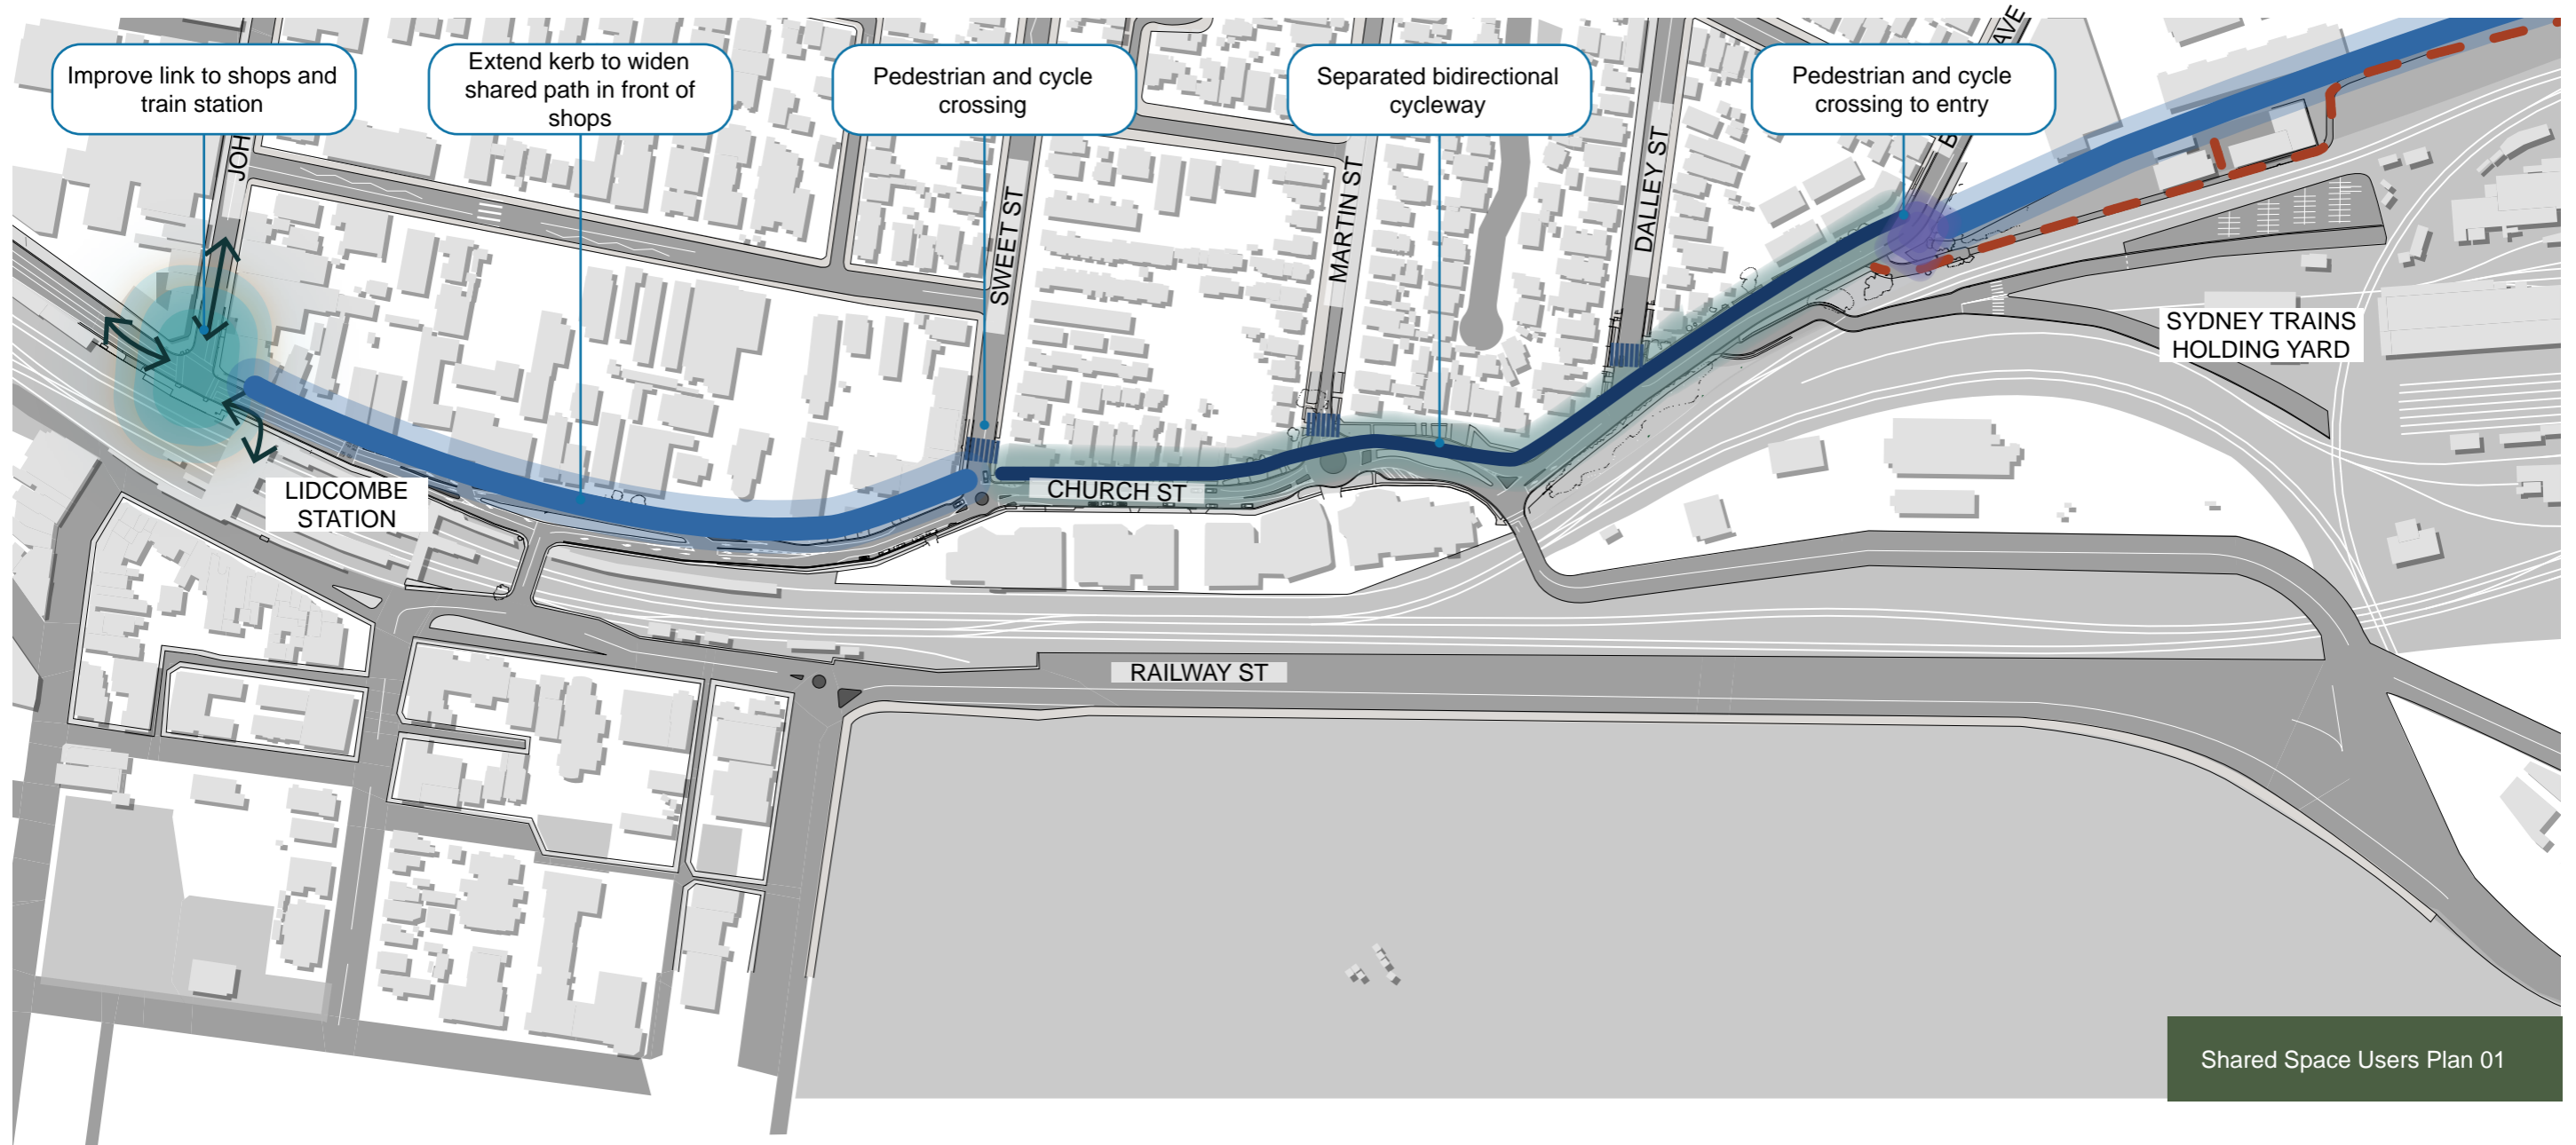 Improve link to shops and
train station
Extend kerb to widen
shared path in front of
shops
Pedestrian and cycle
crossing
Separated bidirectional
cycleway
Pedestrian and cycle
crossing to entry
JOH
SWEET ST
MARTIN ST
DALLEY ST
B
AVE
SYDNEY TRAINS
HOLDING YARD
LIDCOMBE
STATION
CHURCH ST
RAILWAY ST
Shared Space Users Plan 01